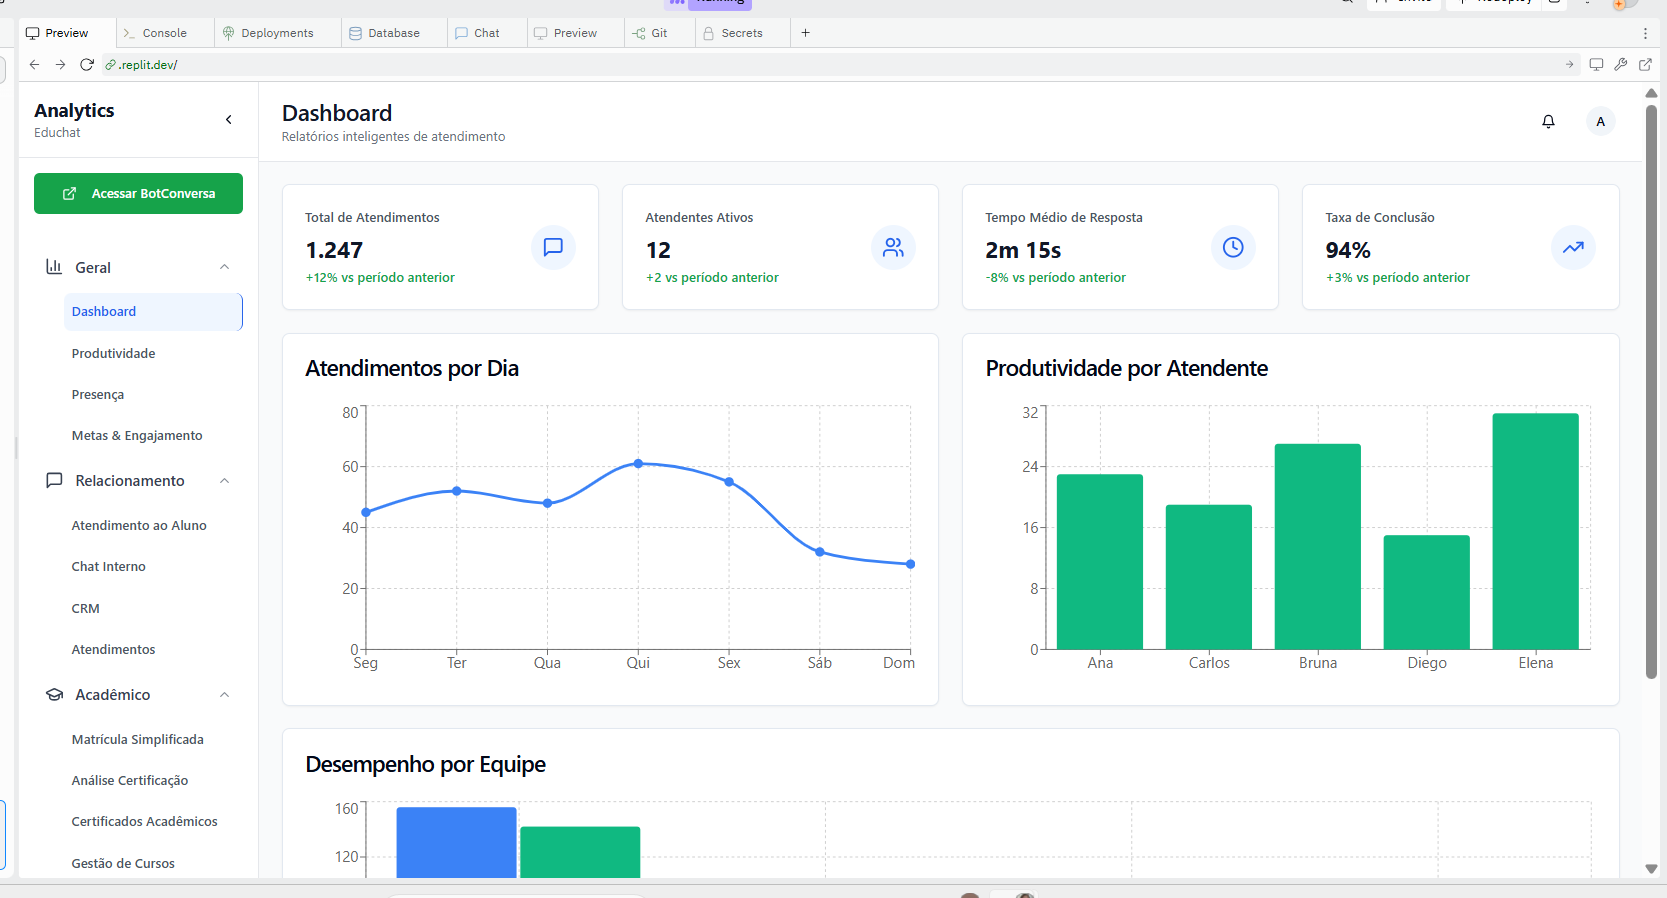 Preview
Console
Deployments
Database
Chat
Preview
Git
Secrets
.replit.dev/
Analytics
Educhat
Acessar BotConversa
Geral
Dashboard
Produtividade
Presença
Metas & Engajamento
Relacionamento
Atendimento ao Aluno
Chat Interno
CRM
Atendimentos
Acadêmico
Matrícula Simplificada
Análise Certificação
Certificados Acadêmicos
Gestão de Cursos
Dashboard
Relatórios inteligentes de atendimento
A
Total de Atendimentos
1.247
+12% vs período anterior
Atendentes Ativos
12
+2 vs período anterior
Tempo Médio de Resposta
2m 15s
-8% vs período anterior
Taxa de Conclusão
94%
+3% vs período anterior
Atendimentos por Dia
80
60
40
20
0
Seg Ter Qua Qui Sex Sáb Dom
Produtividade por Atendente
32
24
16
8
0
Ana Carlos Bruna Diego Elena
Desempenho por Equipe
160
120